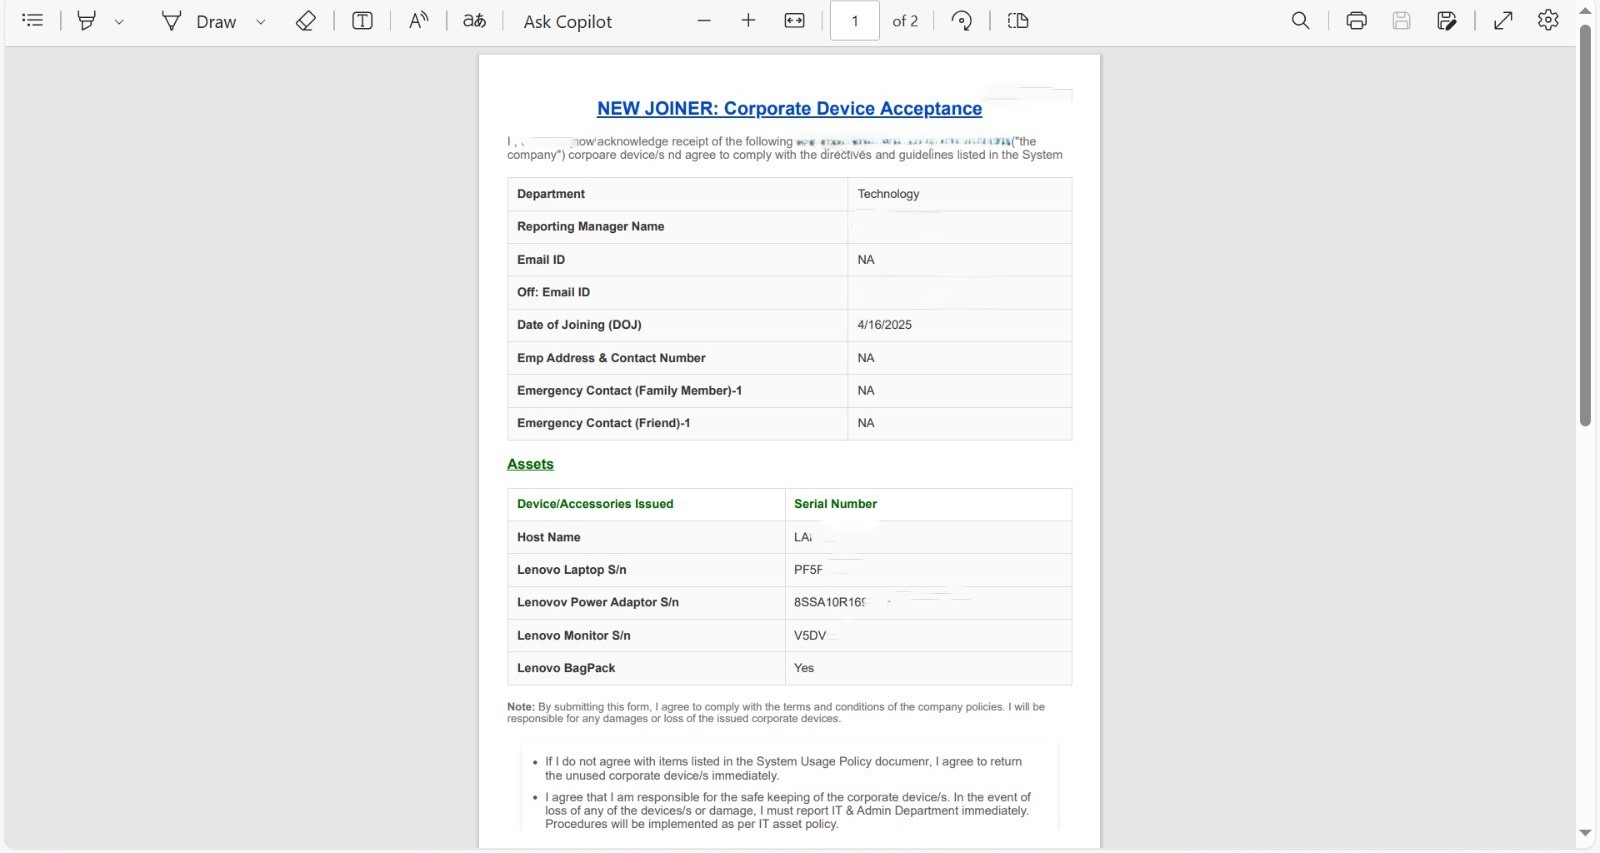 Draw
Ask Copilot
1 of 2
NEW JOINER: Corporate Device Acceptance
I , acknowledge receipt of the following ("the
company") corpoare device/s nd agree to comply with the directives and guidelines listed in the System
Department Technology
Reporting Manager Name
Email ID NA
Off: Email ID
Date of Joining (DOJ) 4/16/2025
Emp Address & Contact Number NA
Emergency Contact (Family Member)-1 NA
Emergency Contact (Friend)-1 NA
Assets
Device/Accessories Issued Serial Number
Host Name
Lenovo Laptop S/n
Lenovov Power Adaptor S/n 8SSA10R16
Lenovo Monitor S/n V5DV
Lenovo BagPack Yes
Note: By submitting this form, I agree to comply with the terms and conditions of the company policies. I will be
responsible for any damages or loss of the issued corporate devices.
• If I do not agree with items listed in the System Usage Policy documenr, I agree to return
the unused corporate device/s immediately.
• I agree that I am responsible for the safe keeping of the corporate device/s. In the event of
loss of any of the devices/s or damage, I must report IT & Admin Department immediately.
Procedures will be implemented as per IT asset policy.